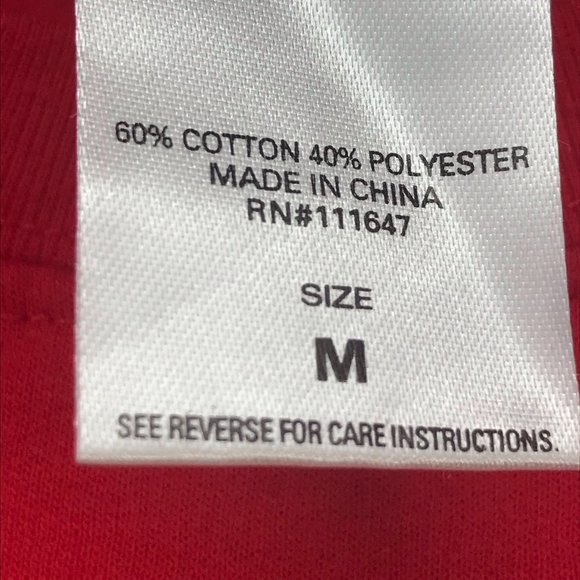 60% COTTON 40% POLYESTER
MADE IN CHINA
RN#111647
SIZE
M
SEE REVERSE FOR CARE INSTRUCTIONS.